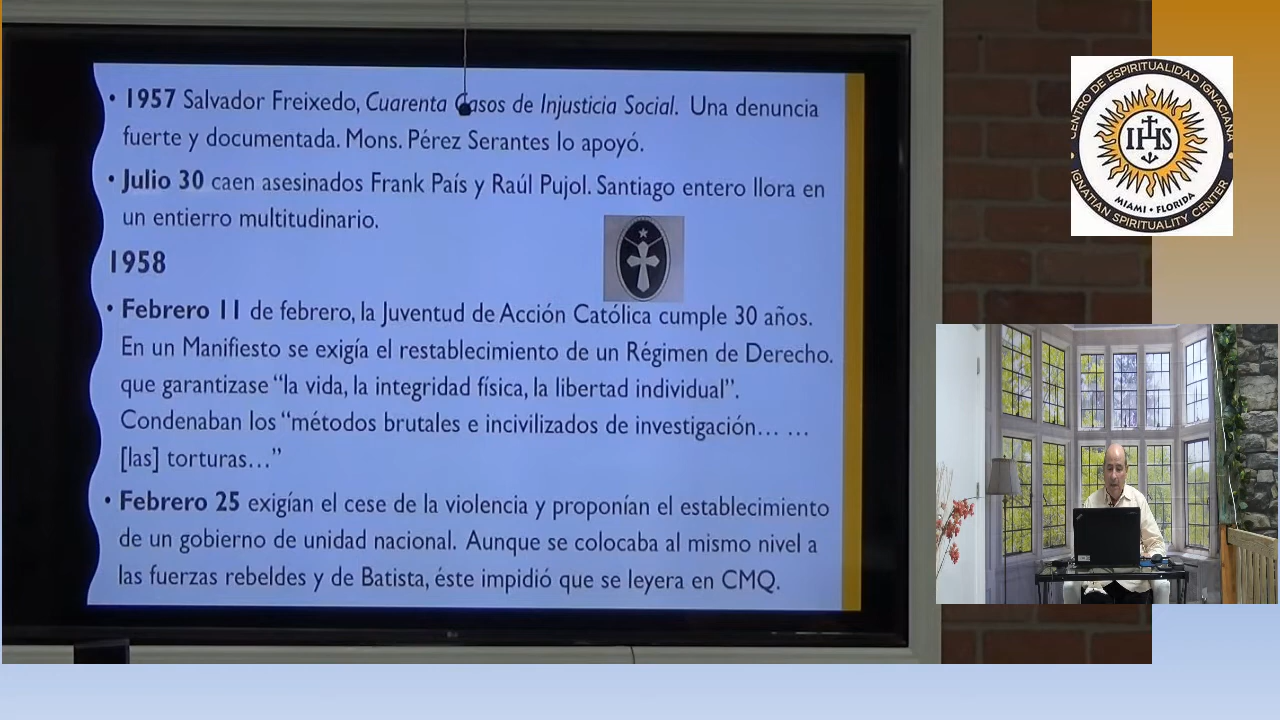 • 1957 Salvador Freixedo, Cuarenta Casos de Injusticia Social. Una denuncia
fuerte y documentada. Mons. Pérez Serantes lo apoyó.
• Julio 30 caen asesinados Frank País y Raúl Pujol. Santiago entero llora en
un entierro multitudinario.
1958
• Febrero 11 de febrero, la Juventud de Acción Católica cumple 30 años.
En un Manifiesto se exigía el restablecimiento de un Régimen de Derecho.
que garantizase “la vida, la integridad física, la libertad individual”.
Condenaban los “métodos brutales e incivilizados de investigación… …
[las] torturas…”
• Febrero 25 exigían el cese de la violencia y proponían el establecimiento
de un gobierno de unidad nacional. Aunque se colocaba al mismo nivel a
las fuerzas rebeldes y de Batista, éste impidió que se leyera en CMQ.
CENTRO DE ESPIRITUALIDAD IGNACIANA
IHS
MIAMI • FLORIDA
IGNATIAN SPIRITUALITY CENTER